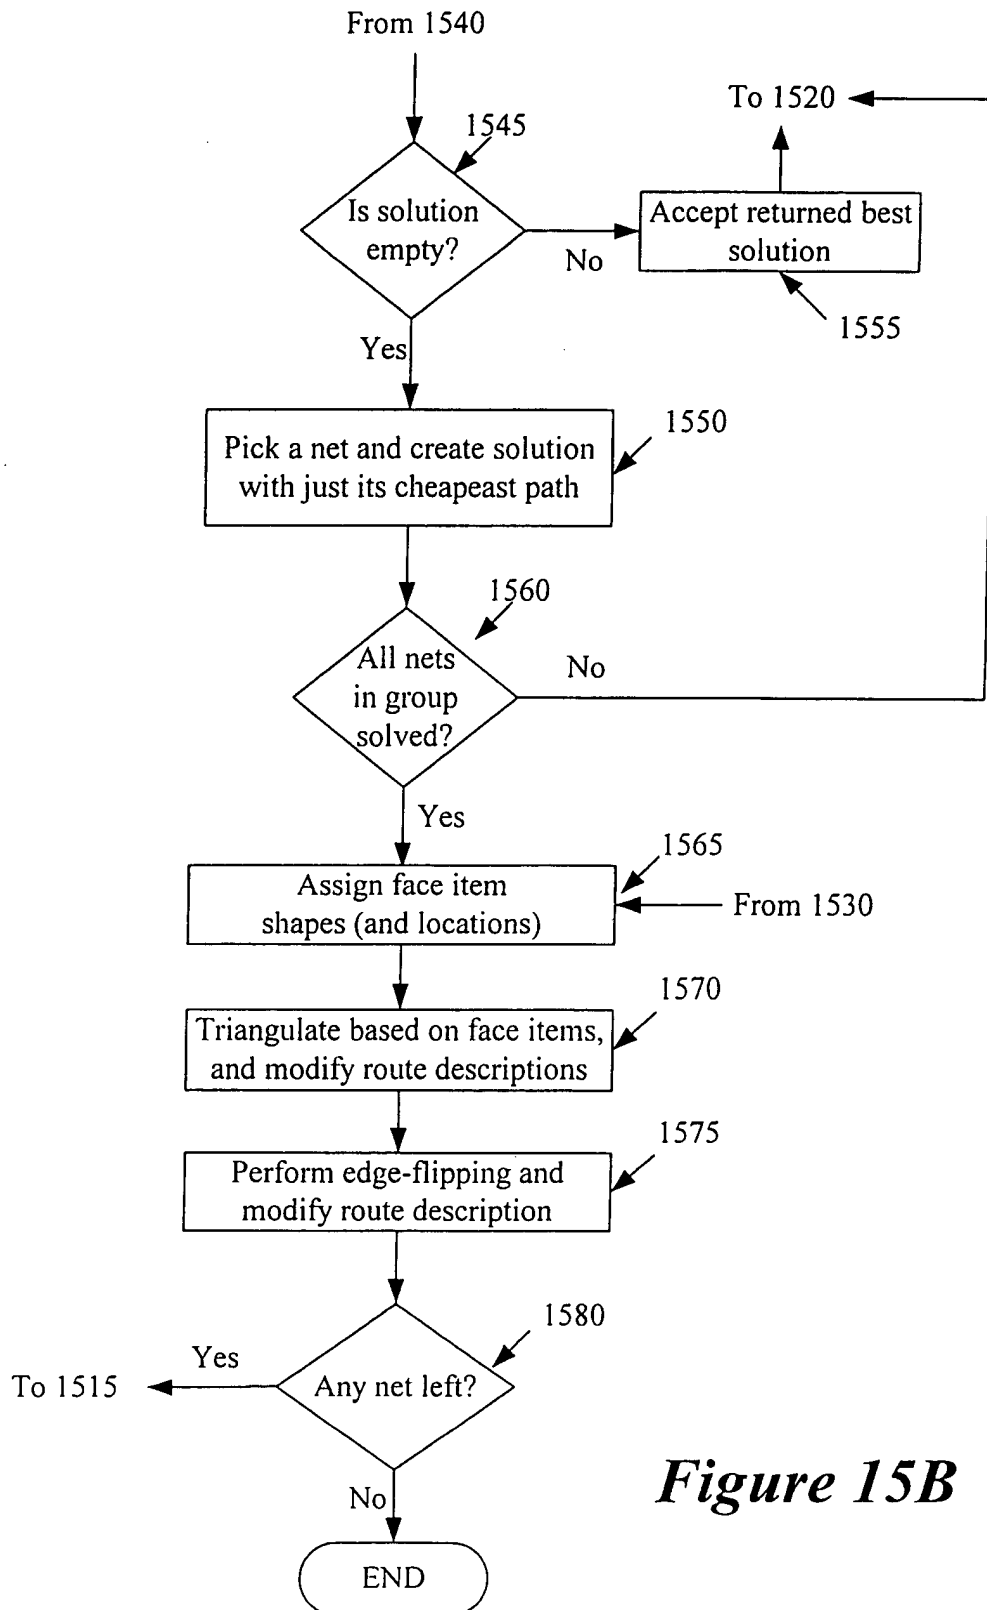 From 1540
1545
To 1520
Is solution
empty?
No
Accept returned best
solution
1555
Yes
1550
Pick a net and create solution
with just its cheapeast path
1560
All nets
in group
solved?
No
Yes
1565
Assign face item
shapes (and locations)
From 1530
1570
Triangulate based on face items,
and modify route descriptions
1575
Perform edge-flipping and
modify route description
1580
Yes
To 1515
Any net left?
No
Figure 15B
END